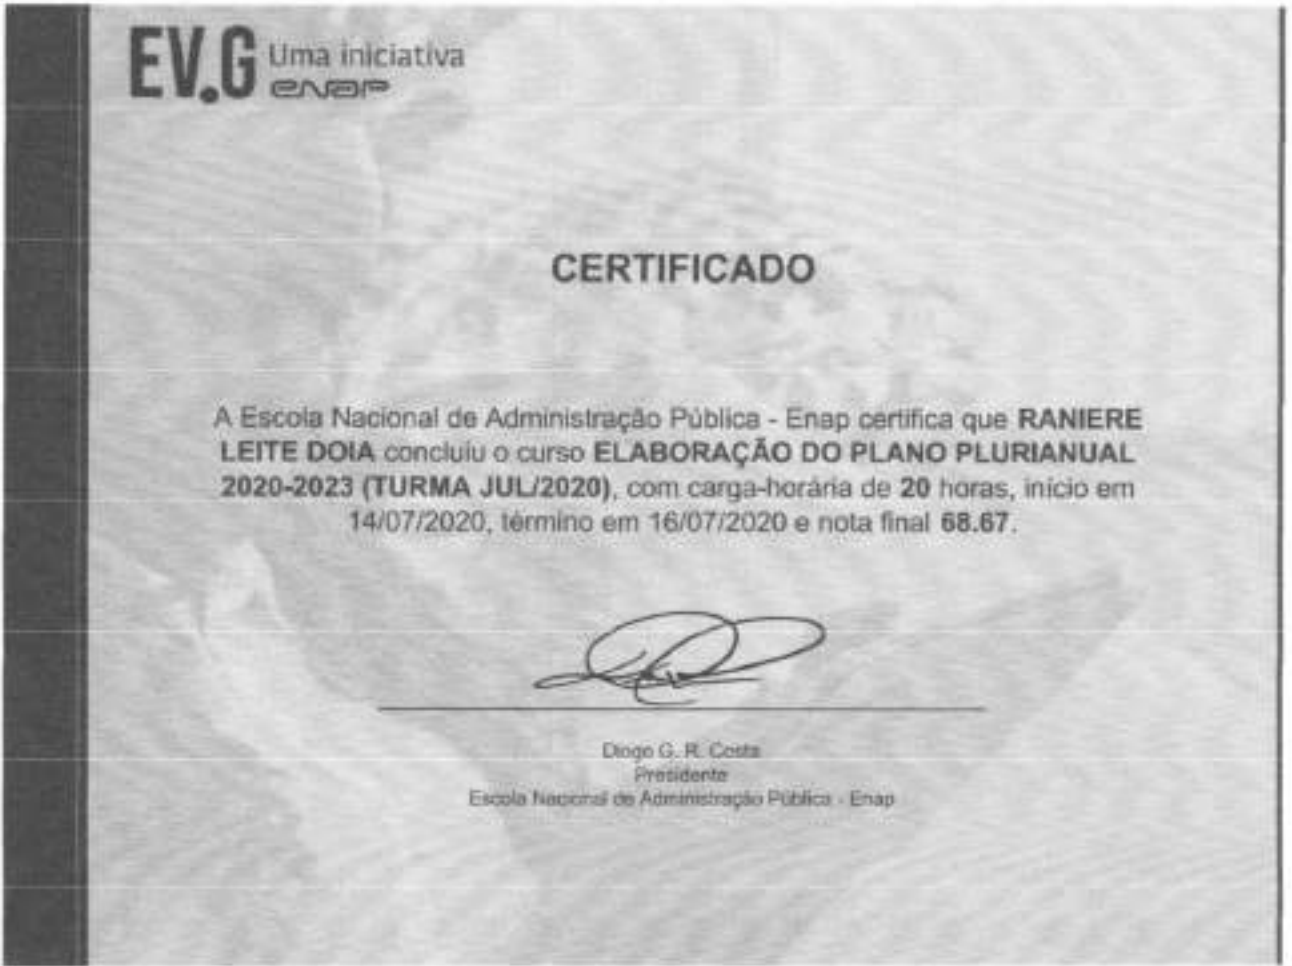 EV.G Uma iniciativa
enap
CERTIFICADO
A Escola Nacional de Administração Pública - Enap certifica que RANIERE
LEITE DOIA concluiu o curso ELABORAÇÃO DO PLANO PLURIANUAL
2020-2023 (TURMA JUL/2020), com carga-horária de 20 horas, início em
14/07/2020, término em 16/07/2020 e nota final 68.67.
Diogo G. R. Costa
Presidente
Escola Nacional de Administração Pública - Enap